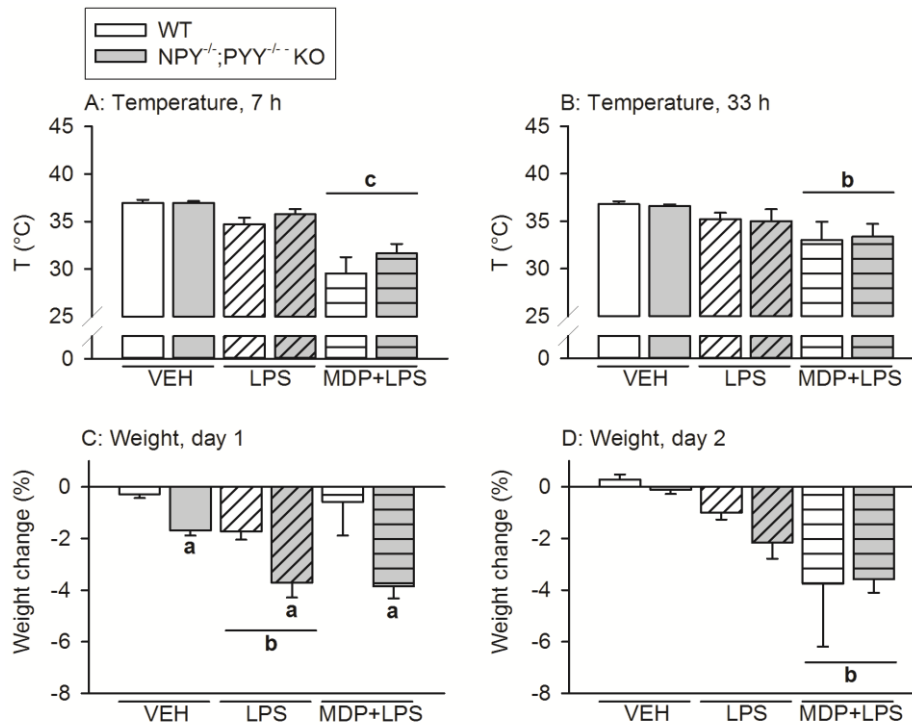 WT
NPY-/-;PYY-/-- KO
A: Temperature, 7 h
B: Temperature, 33 h
T (°C)
45
40
35
30
25
0
c
VEH
LPS
MDP+LPS
T (°C)
45
40
35
30
25
0
b
VEH
LPS
MDP+LPS
C: Weight, day 1
D: Weight, day 2
Weight change (%)
0
-2
-4
-6
-8
a
a
a
b
VEH
LPS
MDP+LPS
Weight change (%)
0
-2
-4
-6
-8
b
VEH
LPS
MDP+LPS